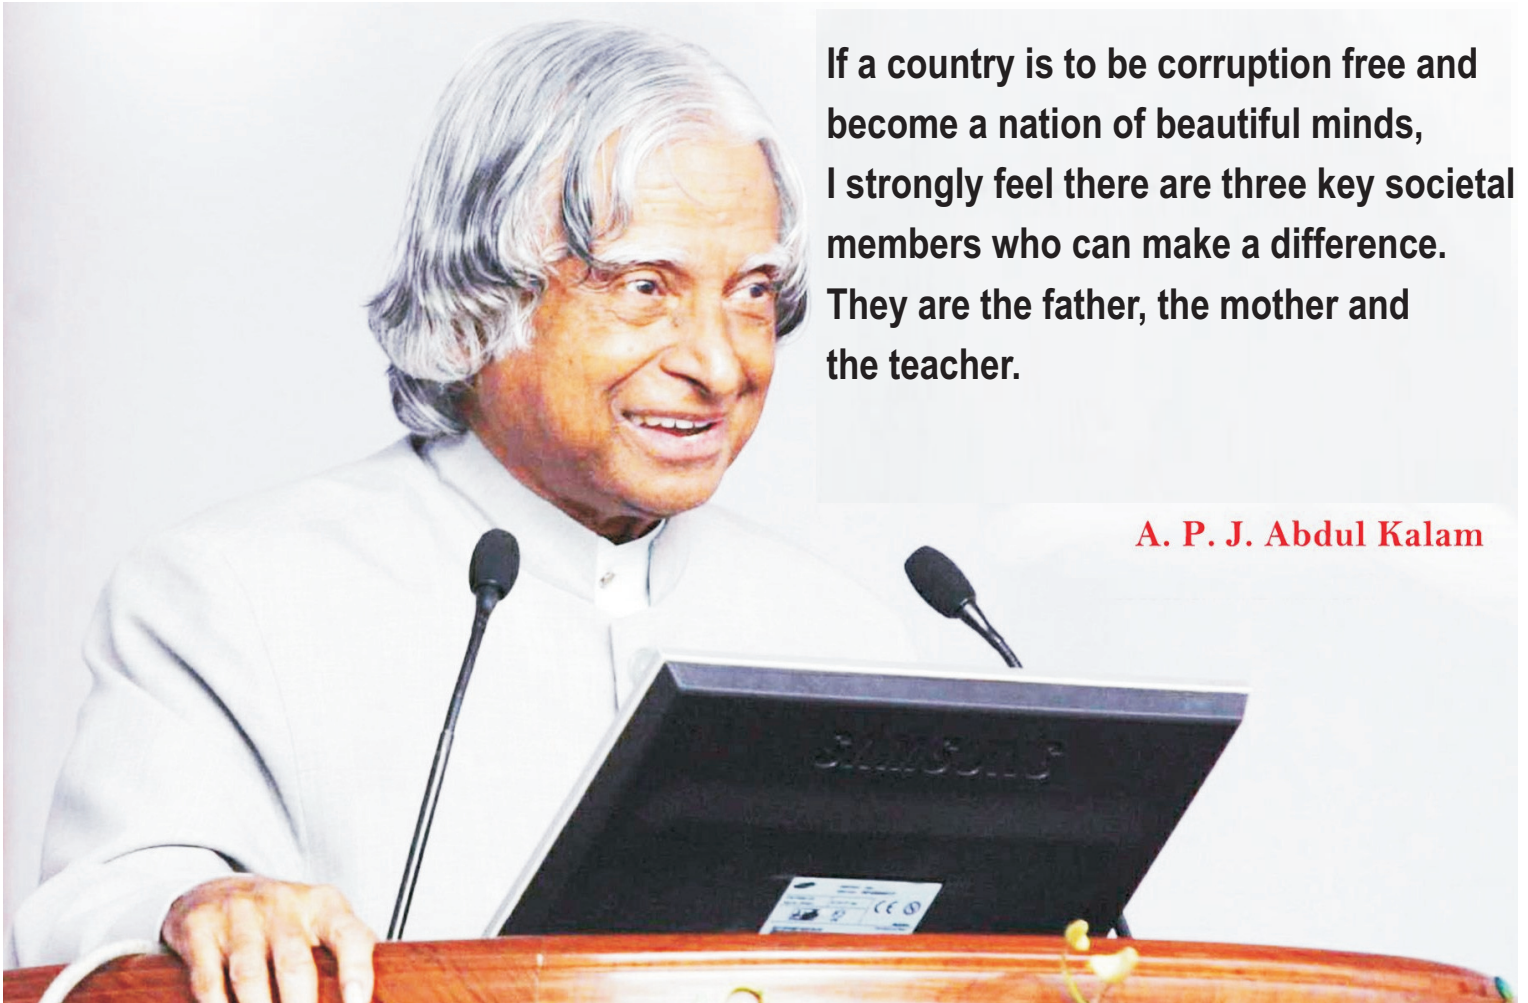 If a country is to be corruption free and
become a nation of beautiful minds,
I strongly feel there are three key societal
members who can make a difference.
They are the father, the mother and
the teacher.
A. P. J. Abdul Kalam
SAMSUNG
CE